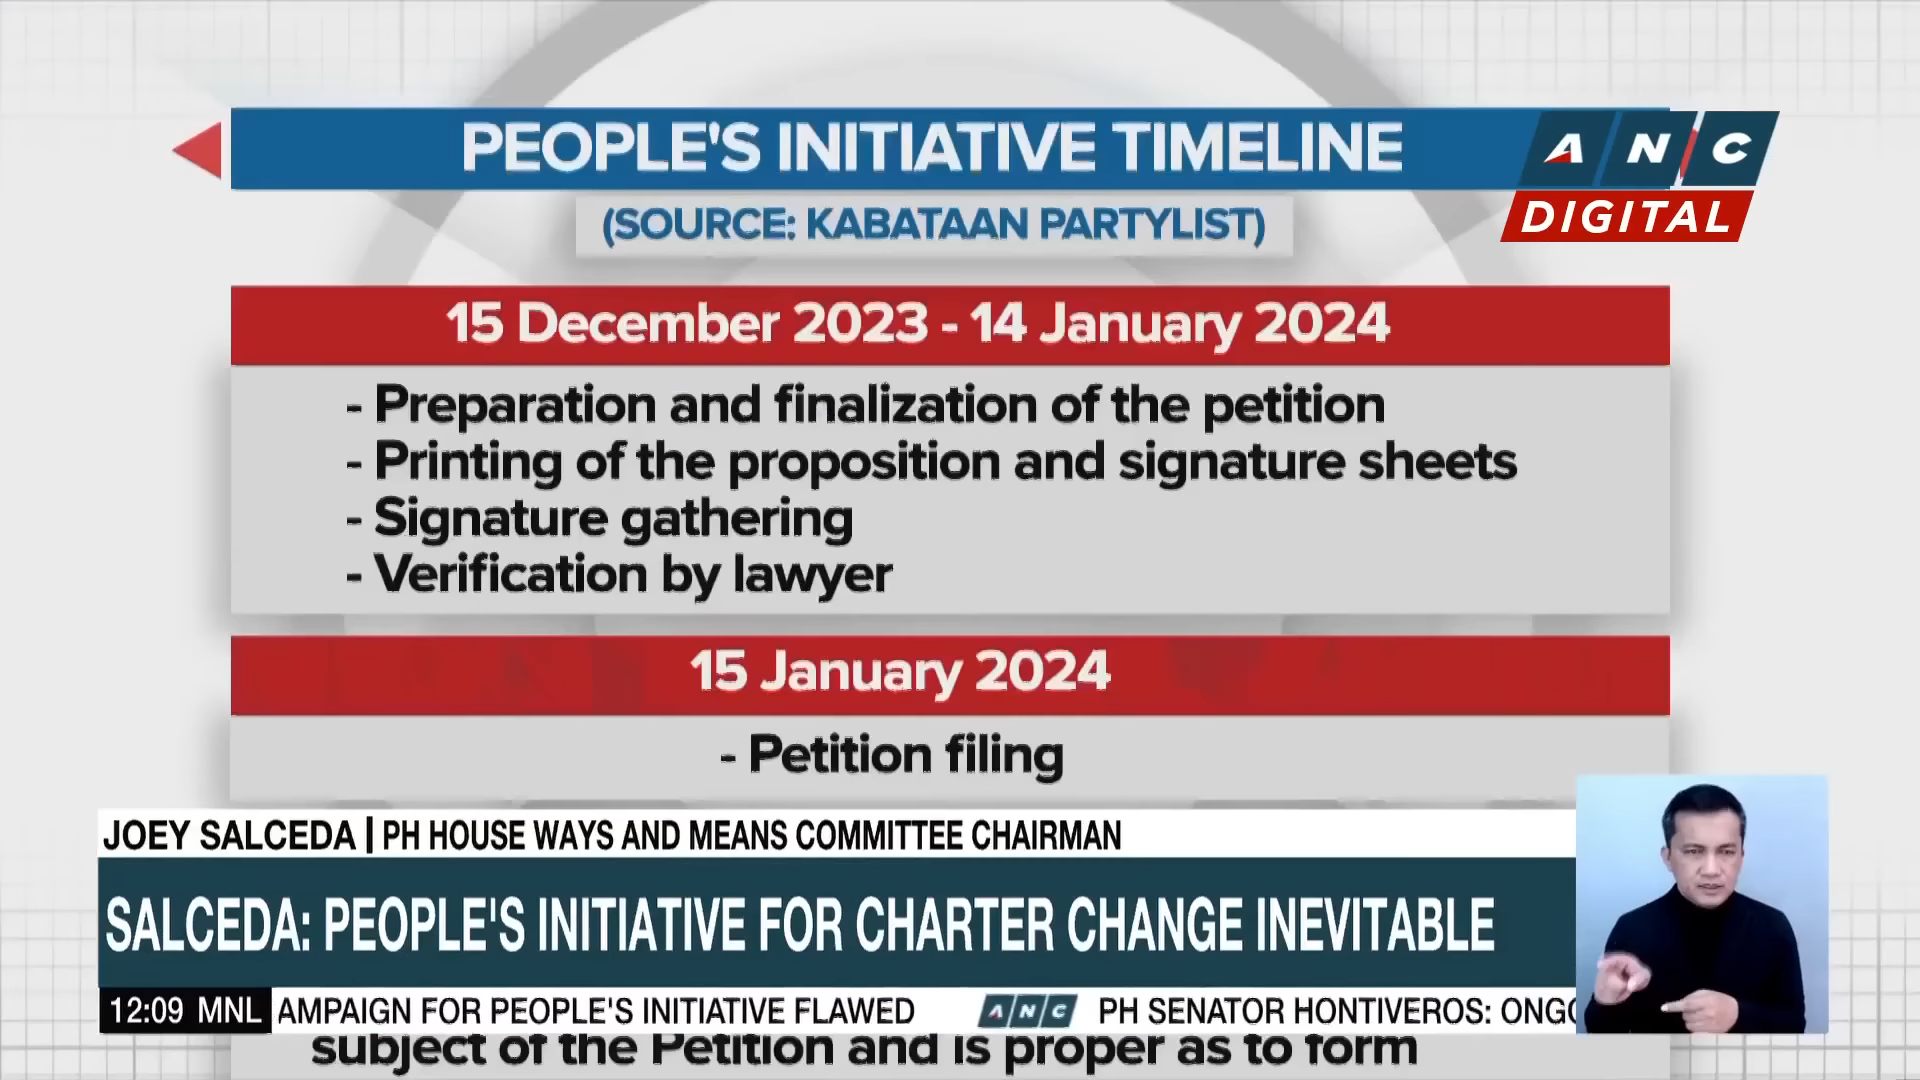 PEOPLE'S INITIATIVE TIMELINE
ANC
DIGITAL
(SOURCE: KABATAAN PARTYLIST)
15 December 2023 - 14 January 2024
- Preparation and finalization of the petition
- Printing of the proposition and signature sheets
- Signature gathering
- Verification by lawyer
15 January 2024
- Petition filing
JOEY SALCEDA | PH HOUSE WAYS AND MEANS COMMITTEE CHAIRMAN
SALCEDA: PEOPLE'S INITIATIVE FOR CHARTER CHANGE INEVITABLE
12:09 MNL AMPAIGN FOR PEOPLE'S INITIATIVE FLAWED ANC PH SENATOR HONTIVEROS: ONGO
subject of the Petition and is proper as to form